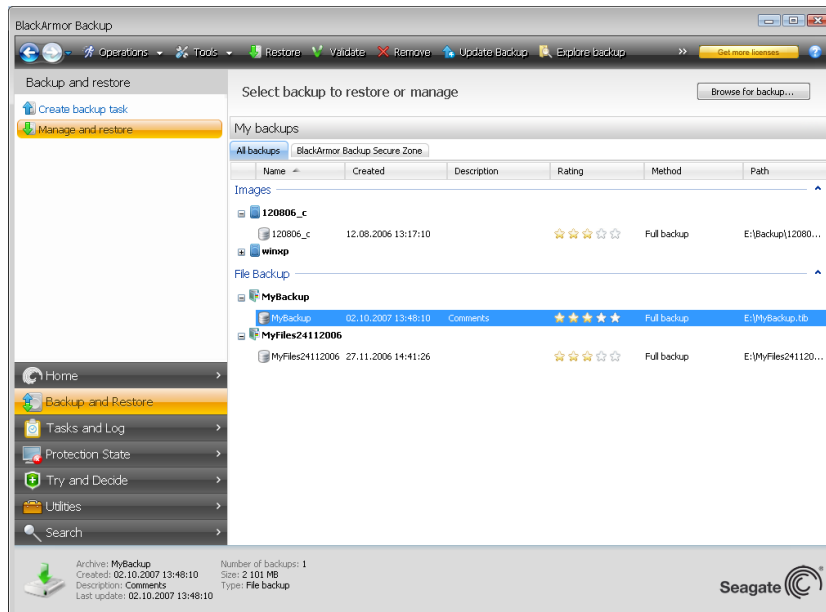 BlackArmor Backup
Operations Tools Restore Validate Remove Update Backup Explore backup >> Get more licenses ?
Backup and restore
Create backup task
Manage and restore
Select backup to restore or manage
Browse for backup...
My backups
All backups BlackArmor Backup Secure Zone
Name Created Description Rating Method Path
Images
120806_c
120806_c 12.08.2006 13:17:10 Full backup E:\Backup\12080...
winxp
File Backup
MyBackup
MyBackup 02.10.2007 13:48:10 Comments Full backup E:\MyBackup.tib
MyFiles24112006
MyFiles24112006 27.11.2006 14:41:26 Full backup E:\MyFiles241120...
Home
Backup and Restore
Tasks and Log
Protection State
Try and Decide
Utilities
Search
Archive: MyBackup
Created: 02.10.2007 13:48:10
Description: Comments
Last update: 02.10.2007 13:48:10
Number of backups: 1
Size: 2 101 MB
Type: File backup
Seagate